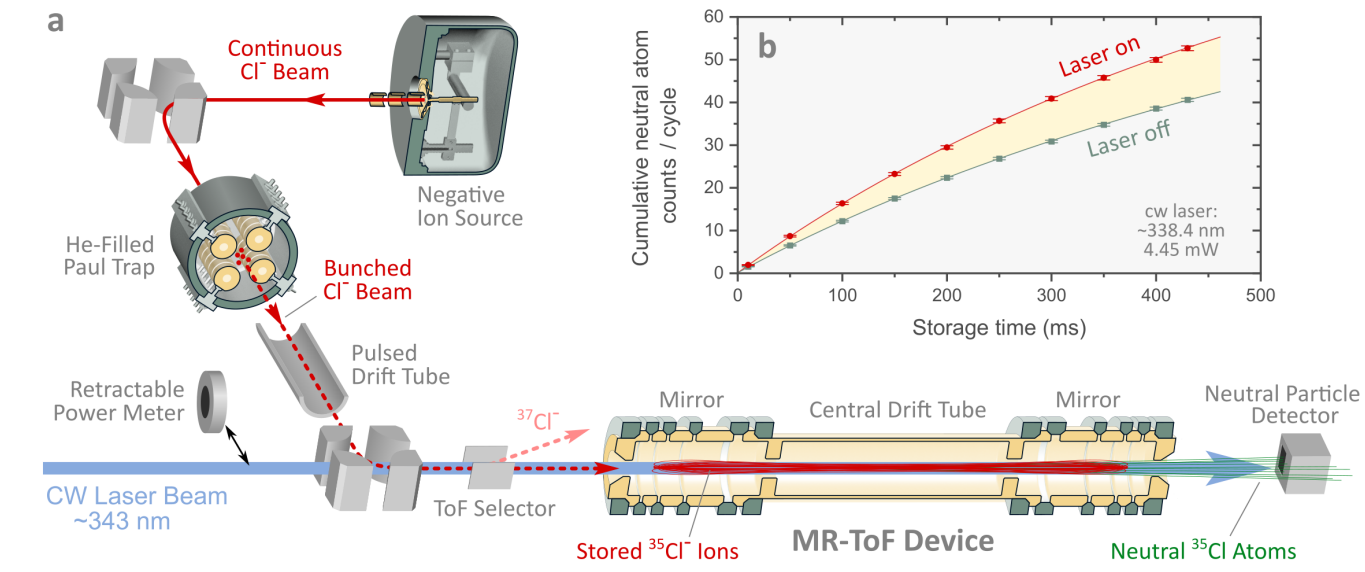 a
Continuous
Cl⁻ Beam
Negative
Ion Source
He-Filled
Paul Trap
Bunched
Cl⁻ Beam
Pulsed
Drift Tube
Retractable
Power Meter
CW Laser Beam
~343 nm
ToF Selector
³⁷Cl⁻
Mirror
Central Drift Tube
Mirror
Neutral Particle
Detector
Stored ³⁵Cl⁻ Ions
MR-ToF Device
Neutral ³⁵Cl Atoms
b
Cumulative neutral atom
counts / cycle
60
50
40
30
20
10
0
Laser on
Laser off
cw laser:
~338.4 nm
4.45 mW
0 100 200 300 400 500
Storage time (ms)